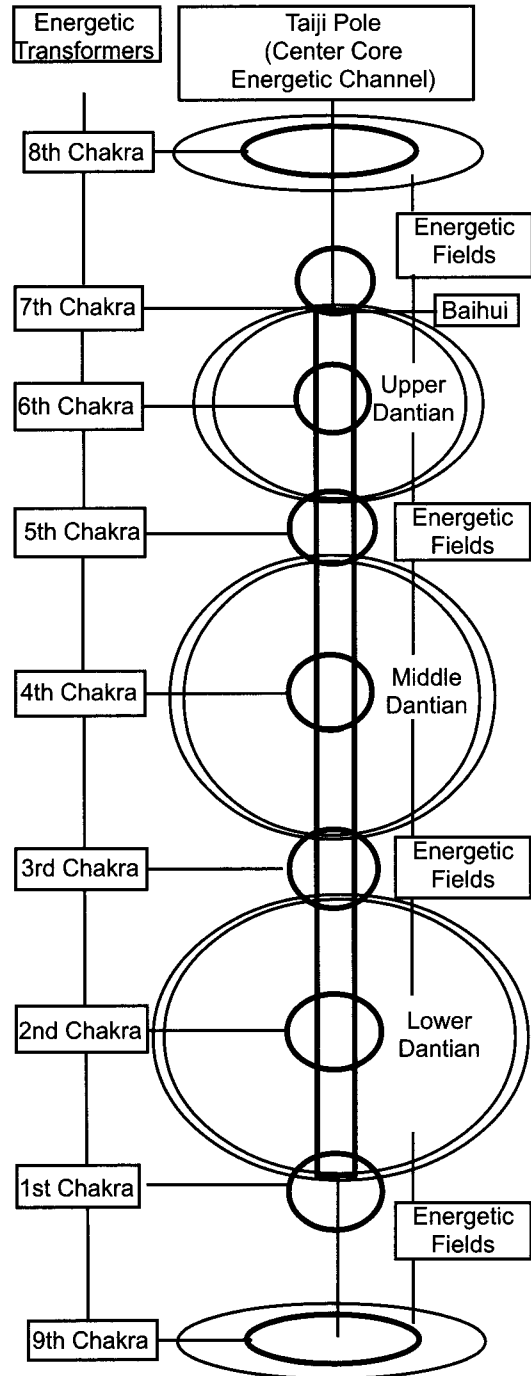 Energetic
Transformers
Taiji Pole
(Center Core
Energetic Channel)
8th Chakra
Energetic
Fields
7th Chakra
Baihui
6th Chakra
Upper
Dantian
5th Chakra
Energetic
Fields
4th Chakra
Middle
Dantian
3rd Chakra
Energetic
Fields
2nd Chakra
Lower
Dantian
1st Chakra
Energetic
Fields
9th Chakra